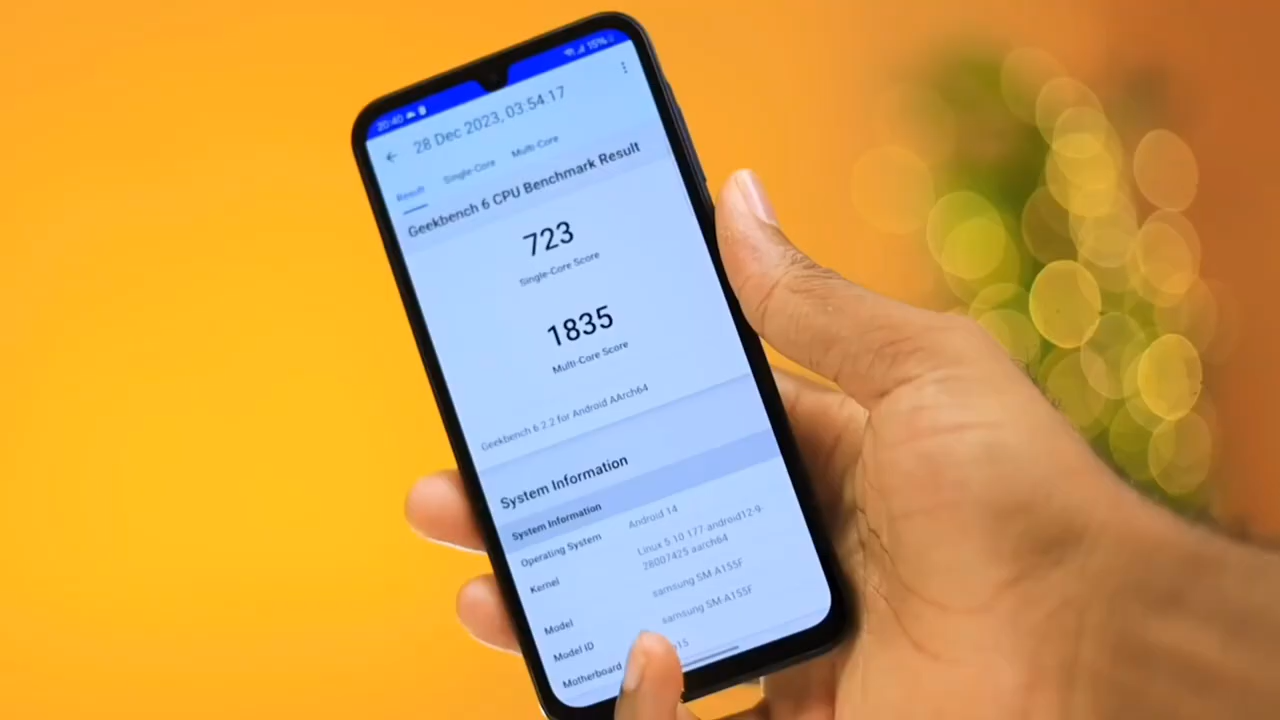 20:40
15%
28 Dec 2023, 03:54:17
Result Single-Core Multi-Core
Geekbench 6 CPU Benchmark Result
723
Single-Core Score
1835
Multi-Core Score
Geekbench 6.2.2 for Android AArch64
System Information
System Information
Operating System Android 14
Kernel Linux 5.10.177-android12-9-
28007425 aarch64
Model samsung SM-A155F
Model ID samsung SM-A155F
Motherboard